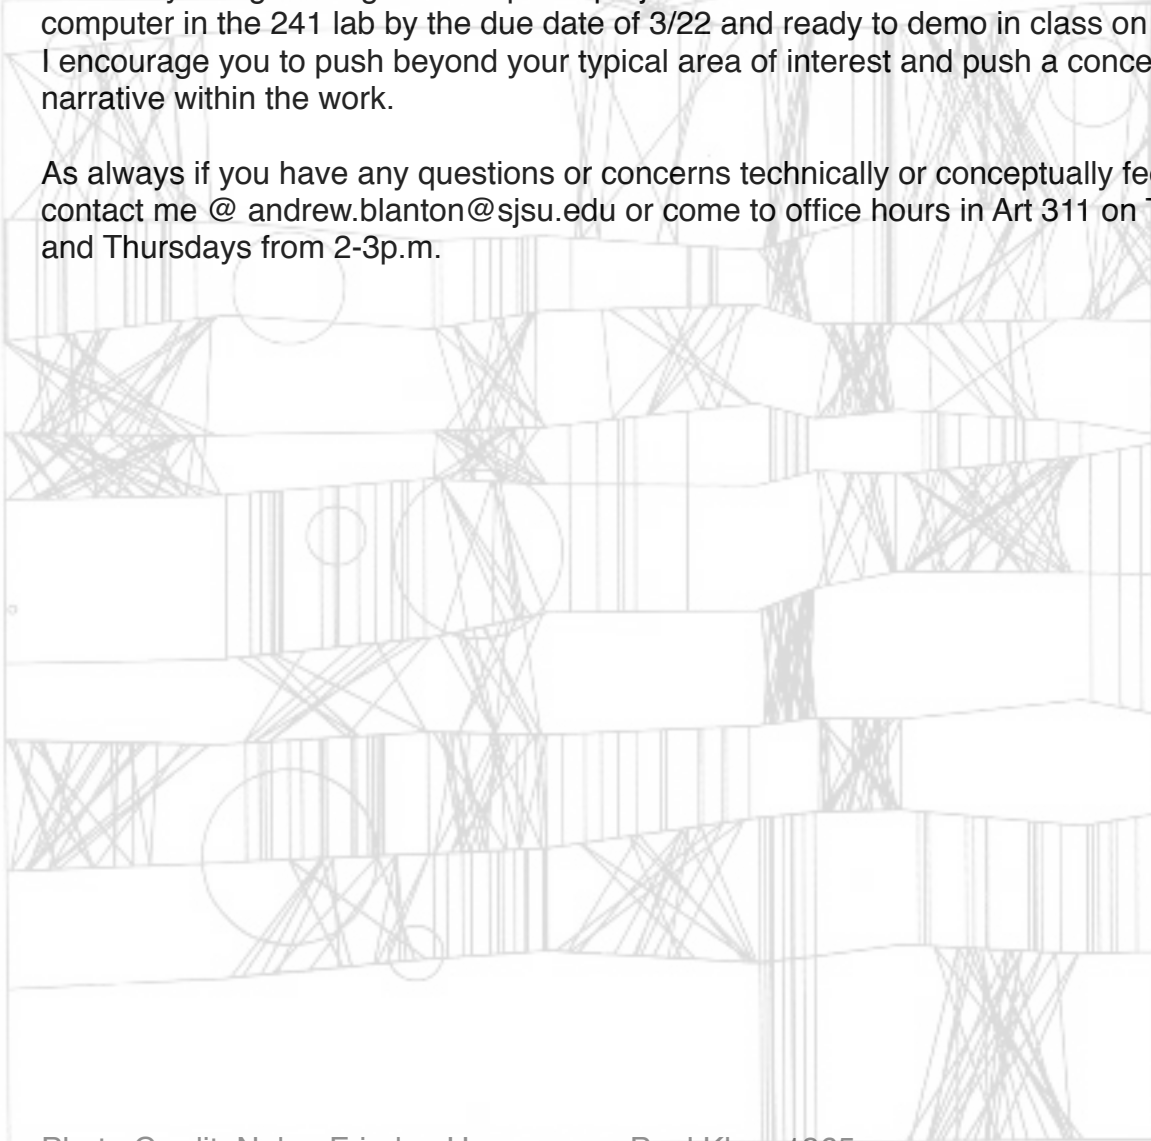 computer in the 241 lab by the due date of 3/22 and ready to demo in class on
I encourage you to push beyond your typical area of interest and push a conce
narrative within the work.
As always if you have any questions or concerns technically or conceptually fe
contact me @ andrew.blanton@sjsu.edu or come to office hours in Art 311 on T
and Thursdays from 2-3p.m.